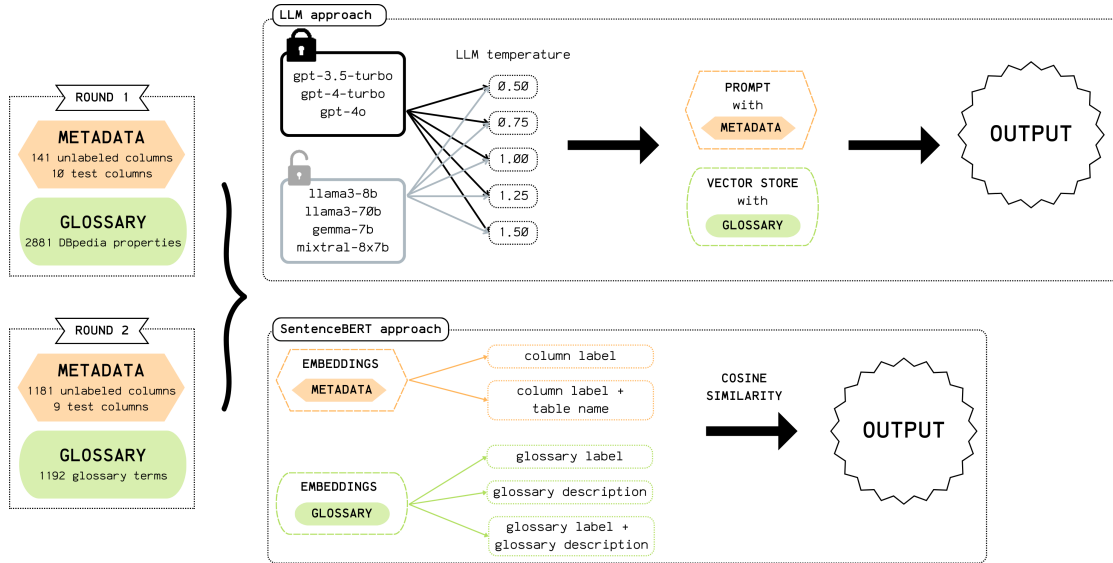 ROUND 1
METADATA
141 unlabeled columns
10 test columns
GLOSSARY
2881 DBpedia properties
ROUND 2
METADATA
1181 unlabeled columns
9 test columns
GLOSSARY
1192 glossary terms
LLM approach
gpt-3.5-turbo
gpt-4-turbo
gpt-4o
llama3-8b
llama3-70b
gemma-7b
mixtral-8x7b
LLM temperature
0.50
0.75
1.00
1.25
1.50
PROMPT
with
METADATA
VECTOR STORE
with
GLOSSARY
OUTPUT
SentenceBERT approach
EMBEDDINGS
METADATA
column label
column label +
table name
EMBEDDINGS
GLOSSARY
glossary label
glossary description
glossary label +
glossary description
COSINE
SIMILARITY
OUTPUT